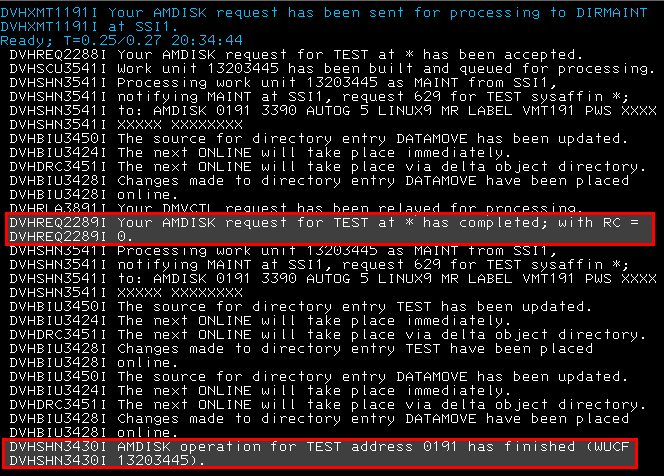 DVHXMT1191I Your AMDISK request has been sent for processing to DIRMAINT
DVHXMT1191I at SSI1.
Ready; T=0.25/0.27 20:34:44
DVHREQ2288I Your AMDISK request for TEST at * has been accepted.
DVHSCU3541I Work unit 13203445 has been built and queued for processing.
DVHSHN3541I Processing work unit 13203445 as MAINT from SSI1,
DVHSHN3541I notifying MAINT at SSI1, request 629 for TEST sysaffin *;
DVHSHN3541I to: AMDISK 0191 3390 AUTOG 5 LINUX9 MR LABEL VMT191 PWS XXXX
DVHSHN3541I XXXXX XXXXXXXX
DVHBIU3450I The source for directory entry DATAMOVE has been updated.
DVHBIU3424I The next ONLINE will take place immediately.
DVHDRC3451I The next ONLINE will take place via delta object directory.
DVHBIU3428I Changes made to directory entry DATAMOVE have been placed
DVHBIU3428I online.
DVHRLA3891I Your DMVCTL request has been relayed for processing.
DVHREQ2289I Your AMDISK request for TEST at * has completed; with RC =
DVHREQ2289I 0.
DVHSHN3541I Processing work unit 13203445 as MAINT from SSI1,
DVHSHN3541I notifying MAINT at SSI1, request 629 for TEST sysaffin *;
DVHSHN3541I to: AMDISK 0191 3390 AUTOG 5 LINUX9 MR LABEL VMT191 PWS XXXX
DVHSHN3541I XXXXX XXXXXXXX
DVHBIU3450I The source for directory entry TEST has been updated.
DVHBIU3424I The next ONLINE will take place immediately.
DVHDRC3451I The next ONLINE will take place via delta object directory.
DVHBIU3428I Changes made to directory entry TEST have been placed
DVHBIU3428I online.
DVHBIU3450I The source for directory entry DATAMOVE has been updated.
DVHBIU3424I The next ONLINE will take place immediately.
DVHDRC3451I The next ONLINE will take place via delta object directory.
DVHBIU3428I Changes made to directory entry DATAMOVE have been placed
DVHBIU3428I online.
DVHSHN3430I AMDISK operation for TEST address 0191 has finished (WUCF
DVHSHN3430I 13203445).